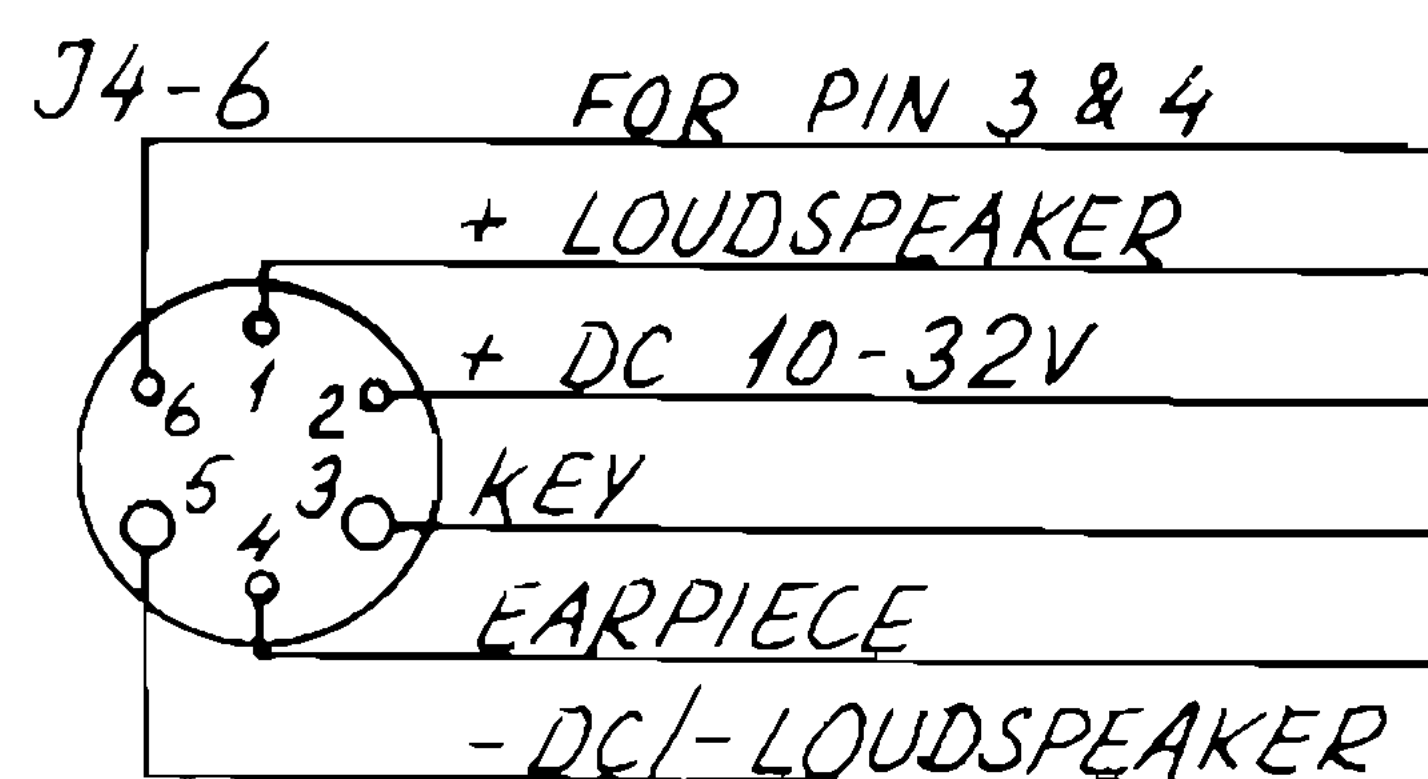 J4-6
FOR PIN 3 & 4
+ LOUDSPEAKER
+ DC 10-32V
1
6
2
KEY
5
3
4
EARPIECE
- DC/- LOUDSPEAKER